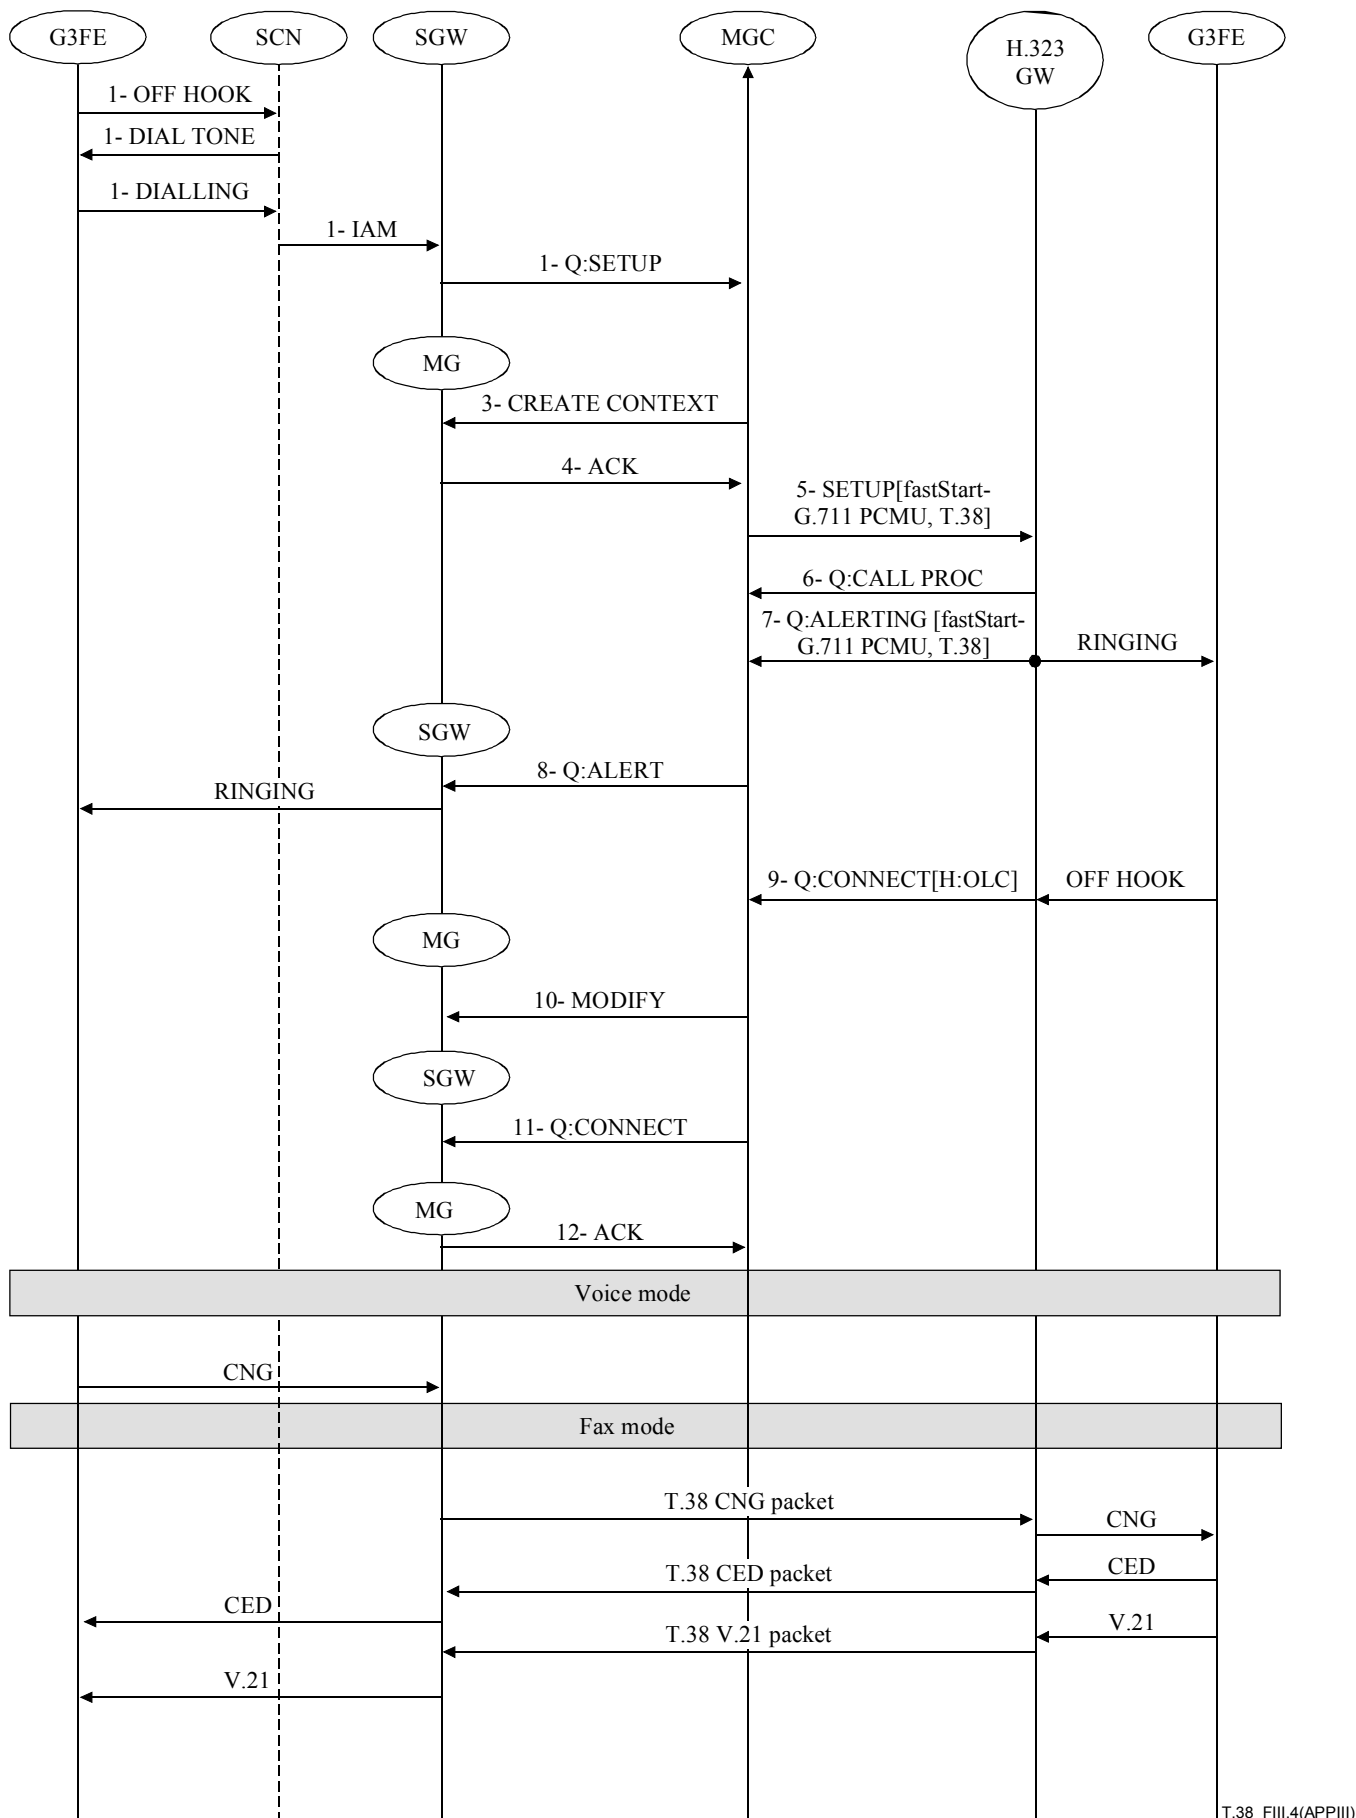 G3FE
SCN
SGW
MGC
H.323
GW
G3FE
1- OFF HOOK
1- DIAL TONE
1- DIALLING
1- IAM
1- Q:SETUP
MG
3- CREATE CONTEXT
4- ACK
5- SETUP[fastStart-
G.711 PCMU, T.38]
6- Q:CALL PROC
7- Q:ALERTING [fastStart-
G.711 PCMU, T.38]
RINGING
SGW
8- Q:ALERT
RINGING
9- Q:CONNECT[H:OLC]
OFF HOOK
MG
10- MODIFY
SGW
11- Q:CONNECT
MG
12- ACK
Voice mode
CNG
Fax mode
T.38 CNG packet
CNG
CED
T.38 CED packet
CED
V.21
T.38 V.21 packet
V.21
T.38_FIII.4(APPIII)